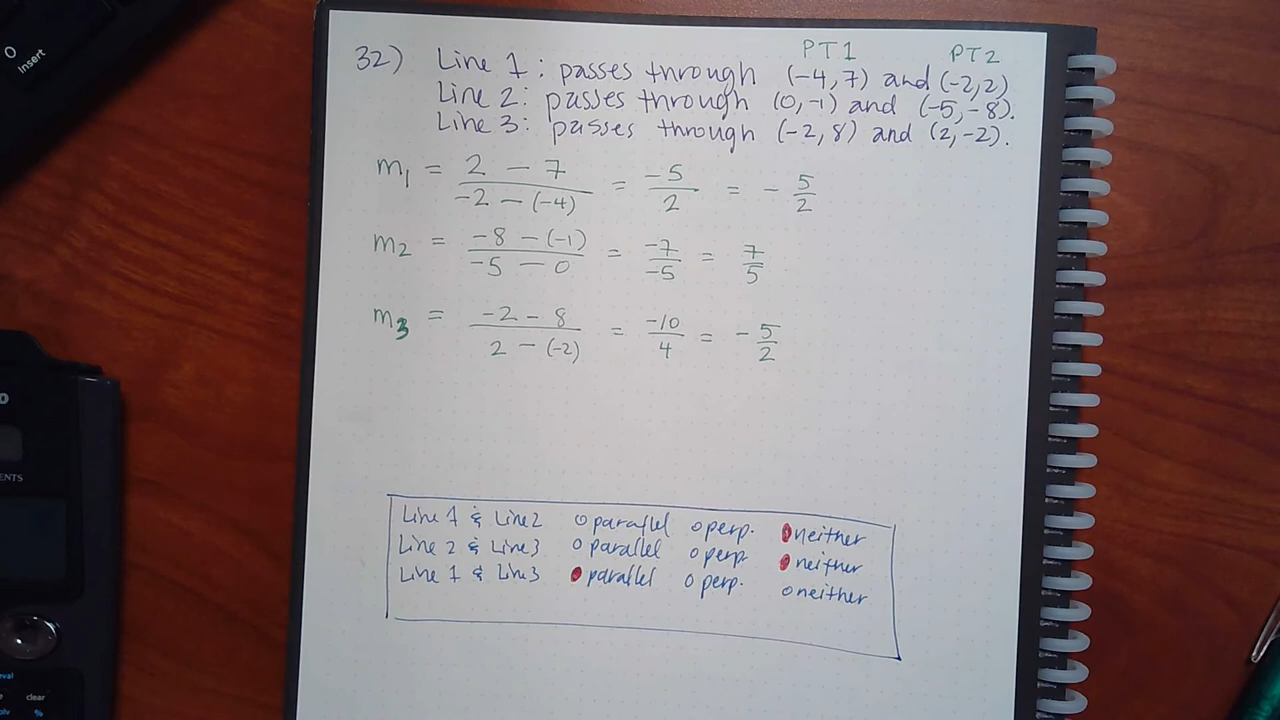 PT1 PT2
32) Line 1 : passes through (-4, 7) and (-2, 2)
Line 2 : passes through (0, -1) and (-5, -8).
Line 3 : passes through (-2, 8) and (2, -2).
m₁ = (2 - 7)/(-2 - (-4)) = -5/2 = - 5/2
m₂ = (-8 - (-1))/(-5 - 0) = -7/-5 = 7/5
m₃ = (-2 - 8)/(2 - (-2)) = -10/4 = - 5/2
Line 1 & Line 2 parallel perp. neither
Line 2 & Line 3 parallel perp. neither
Line 1 & Line 3 parallel perp. neither
0
Insert
clear
%